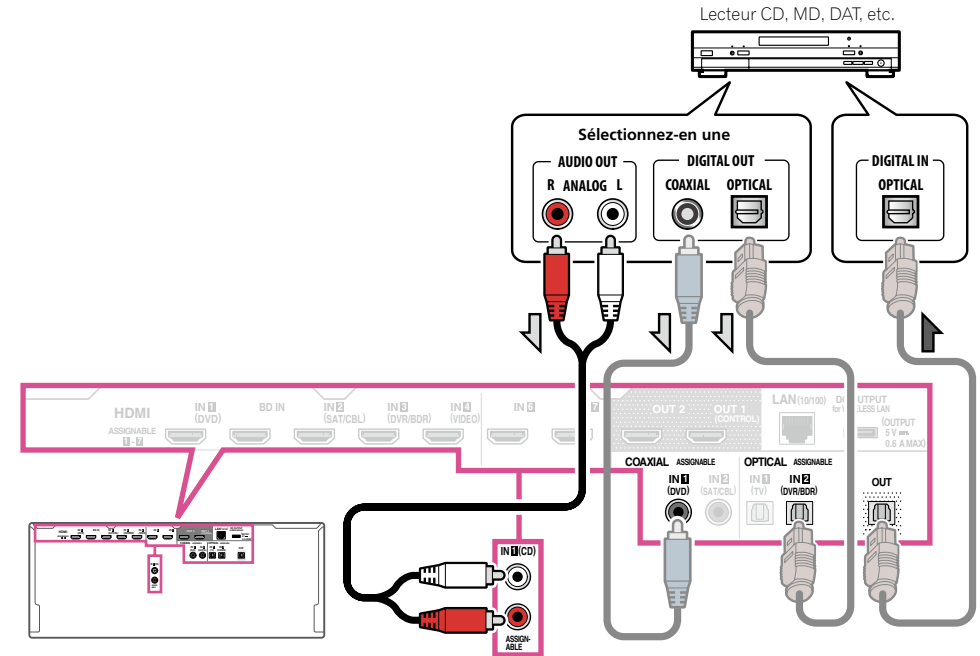 Lecteur CD, MD, DAT, etc.
Sélectionnez-en une
AUDIO OUT
R ANALOG L
DIGITAL OUT
COAXIAL OPTICAL
DIGITAL IN
OPTICAL
HDMI
ASSIGNABLE
1 - 7
IN 1
(DVD)
BD IN
IN 2
(SAT/CBL)
IN 3
(DVR/BDR)
IN 4
(VIDEO)
IN 6
7
OUT 2
OUT 1
(CONTROL)
LAN (10/100)
OUTPUT
(OUTPUT
5 V
0.6 A MAX)
COAXIAL ASSIGNABLE
IN 1
(DVD)
IN 2
(SAT/CBL)
OPTICAL ASSIGNABLE
IN 1
(TV)
IN 2
(DVR/BDR)
OUT
IN 1 (CD)
ASSIGN-
ABLE